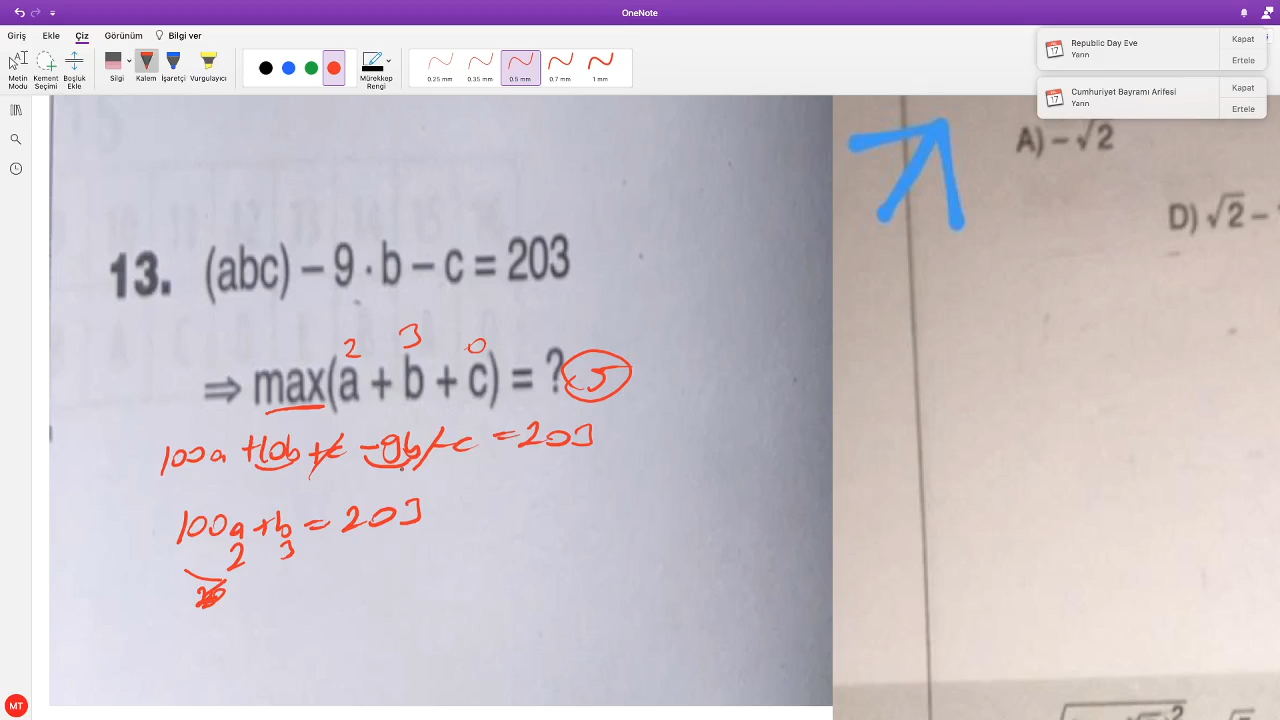 OneNote
Giriş Ekle Çiz Görünüm Bilgi ver
Metin Modu
Kement Seçimi
Boşluk Ekle
Silgi
Kalem
İşaretçi
Vurgulayıcı
Mürekkep Rengi
0.25 mm
0.35 mm
0.5 mm
0.7 mm
1 mm
17
Republic Day Eve
Yarın
Kapat
Ertele
17
Cumhuriyet Bayramı Arifesi
Yarın
Kapat
Ertele
13. (abc) – 9 · b – c = 203
2 3 0
⇒ max(a + b + c) = ? 5
100a +10b +c -9b -c = 203
100a + b = 203
2 3
A) – √2
D) √2 –
MT